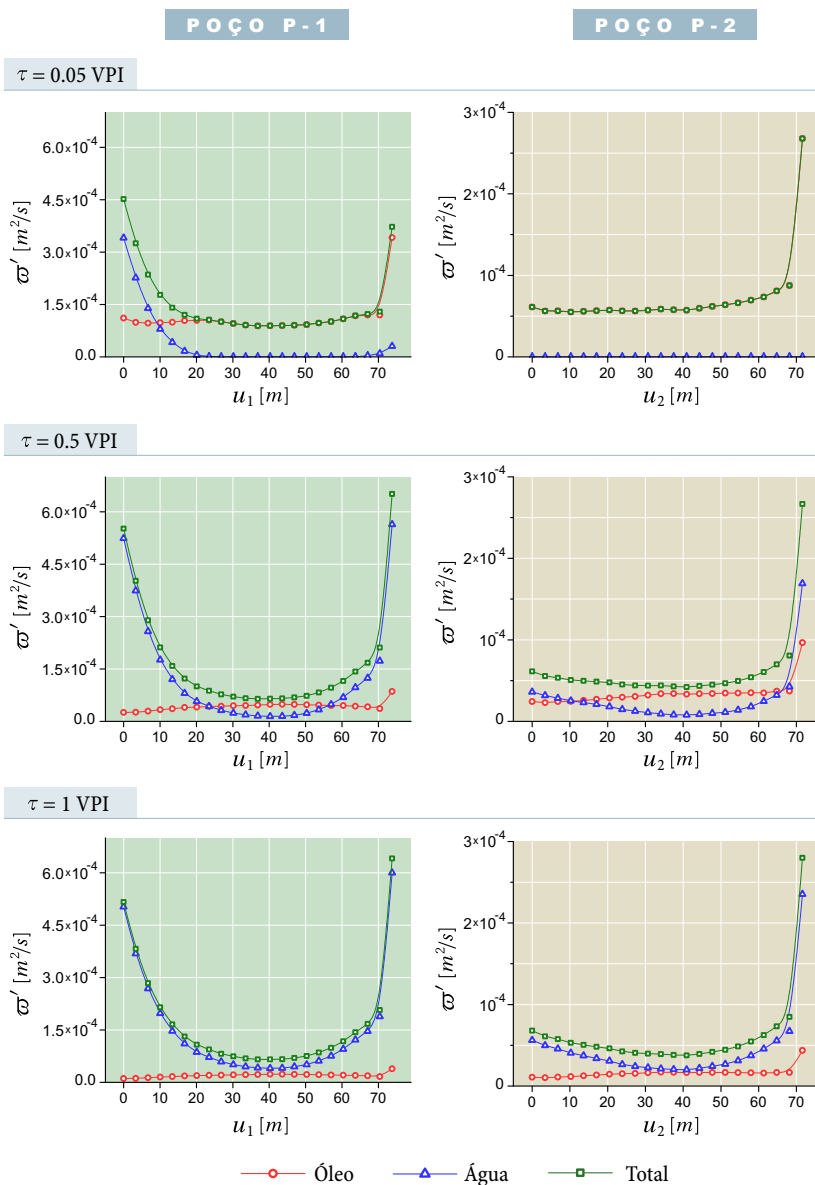 POÇO P-1
POÇO P-2
τ = 0.05 VPI
6.0×10⁻⁴
4.5×10⁻⁴
3.0×10⁻⁴
1.5×10⁻⁴
0.0
ϖ′ [m²/s]
0 10 20 30 40 50 60 70
u₁ [m]
3×10⁻⁴
2×10⁻⁴
10⁻⁴
0
ϖ′ [m²/s]
0 10 20 30 40 50 60 70
u₂ [m]
τ = 0.5 VPI
6.0×10⁻⁴
4.5×10⁻⁴
3.0×10⁻⁴
1.5×10⁻⁴
0.0
ϖ′ [m²/s]
0 10 20 30 40 50 60 70
u₁ [m]
3×10⁻⁴
2×10⁻⁴
10⁻⁴
0
ϖ′ [m²/s]
0 10 20 30 40 50 60 70
u₂ [m]
τ = 1 VPI
6.0×10⁻⁴
4.5×10⁻⁴
3.0×10⁻⁴
1.5×10⁻⁴
0.0
ϖ′ [m²/s]
0 10 20 30 40 50 60 70
u₁ [m]
3×10⁻⁴
2×10⁻⁴
10⁻⁴
0
ϖ′ [m²/s]
0 10 20 30 40 50 60 70
u₂ [m]
Óleo Água Total